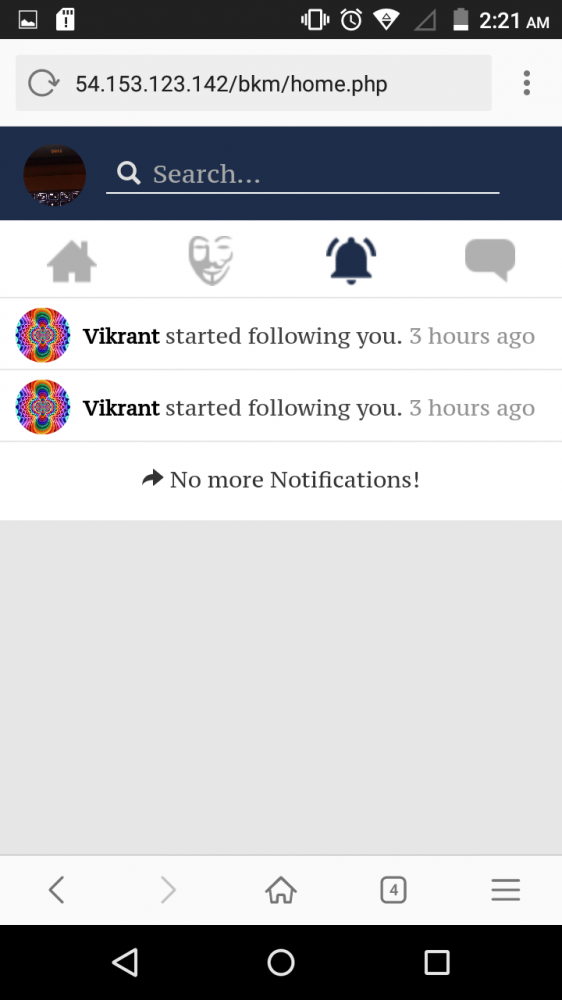 2:21 AM
54.153.123.142/bkm/home.php
Search...
Vikrant started following you. 3 hours ago
Vikrant started following you. 3 hours ago
No more Notifications!
4